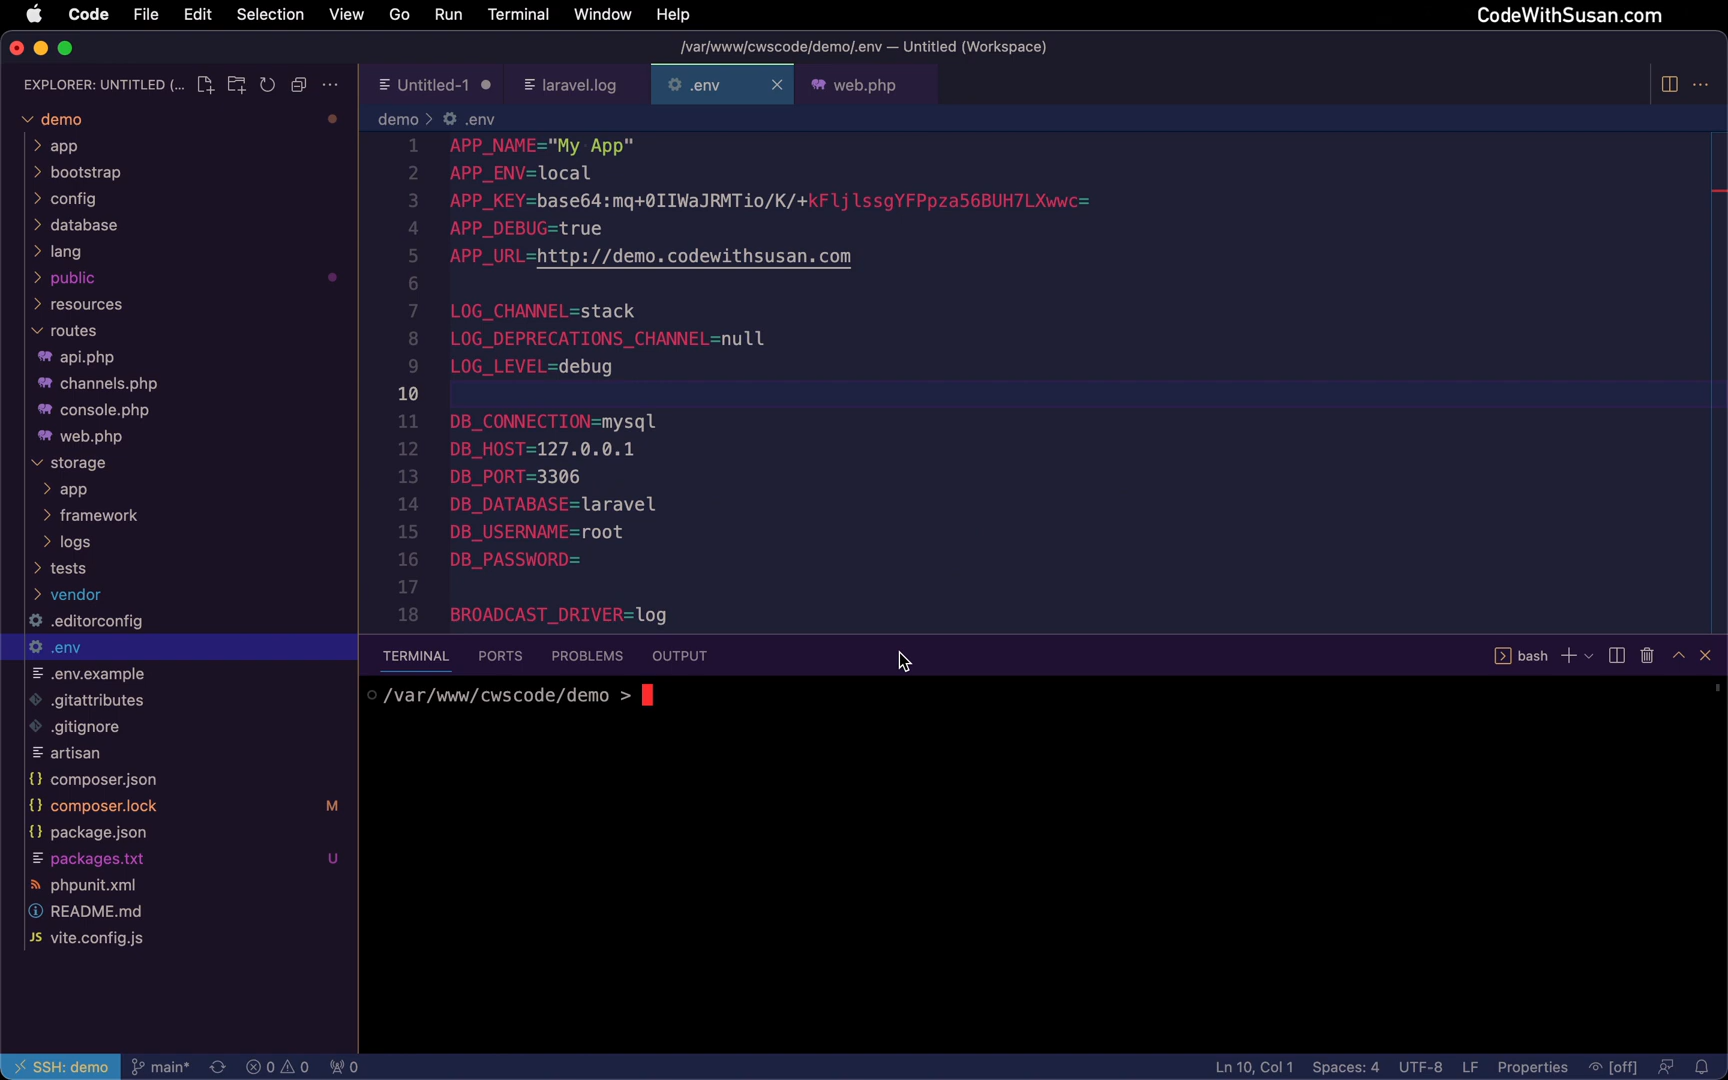 Code File Edit Selection View Go Run Terminal Window Help CodeWithSusan.com
/var/www/cwscode/demo/.env — Untitled (Workspace)
EXPLORER: UNTITLED (...
Untitled-1 laravel.log .env web.php
demo > .env
demo
app
bootstrap
config
database
lang
public
resources
routes
api.php
channels.php
console.php
web.php
storage
app
framework
logs
tests
vendor
.editorconfig
.env
.env.example
.gitattributes
.gitignore
artisan
composer.json
composer.lock M
package.json
packages.txt U
phpunit.xml
README.md
JS vite.config.js
1 APP_NAME="My App"
2 APP_ENV=local
3 APP_KEY=base64:mq+0IIWaJRMTio/K/+kFljlssgYFPpza56BUH7LXwwc=
4 APP_DEBUG=true
5 APP_URL=http://demo.codewithsusan.com
6
7 LOG_CHANNEL=stack
8 LOG_DEPRECATIONS_CHANNEL=null
9 LOG_LEVEL=debug
10
11 DB_CONNECTION=mysql
12 DB_HOST=127.0.0.1
13 DB_PORT=3306
14 DB_DATABASE=laravel
15 DB_USERNAME=root
16 DB_PASSWORD=
17
18 BROADCAST_DRIVER=log
TERMINAL PORTS PROBLEMS OUTPUT bash
/var/www/cwscode/demo >
SSH: demo main* 0 0 0 Ln 10, Col 1 Spaces: 4 UTF-8 LF Properties [off]